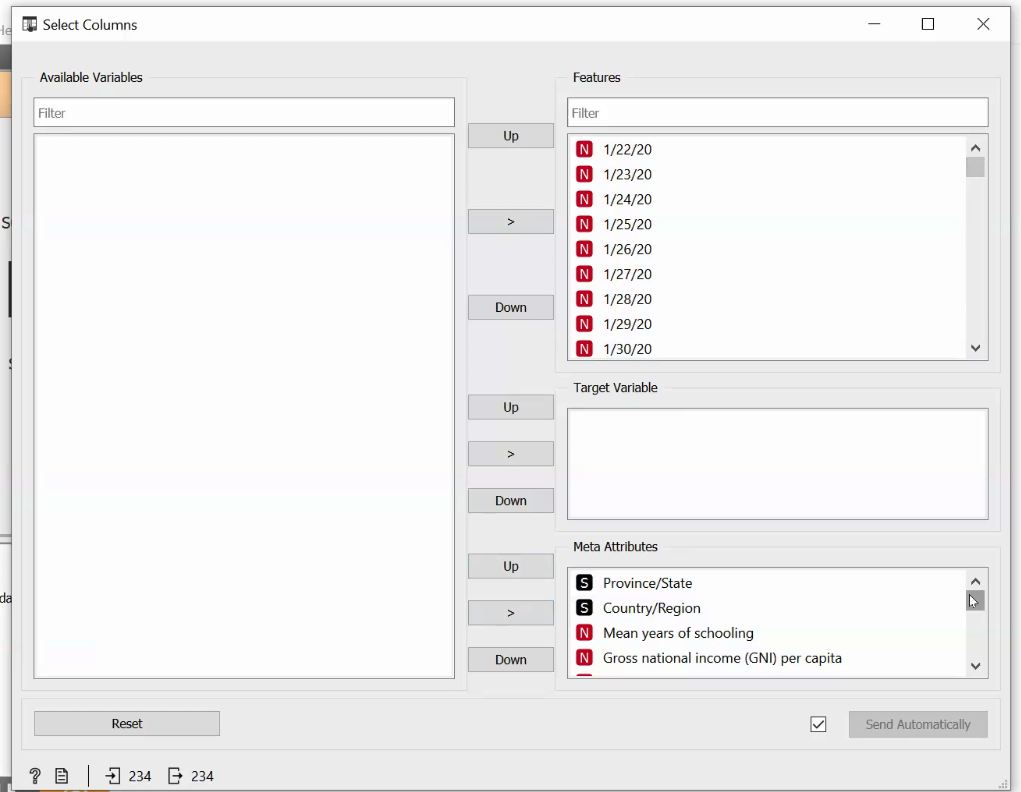 Select Columns
Available Variables
Filter
Up
>
Down
Up
>
Down
Up
>
Down
Features
Filter
N 1/22/20
N 1/23/20
N 1/24/20
N 1/25/20
N 1/26/20
N 1/27/20
N 1/28/20
N 1/29/20
N 1/30/20
Target Variable
Meta Attributes
S Province/State
S Country/Region
N Mean years of schooling
N Gross national income (GNI) per capita
Reset
Send Automatically
? 234 234